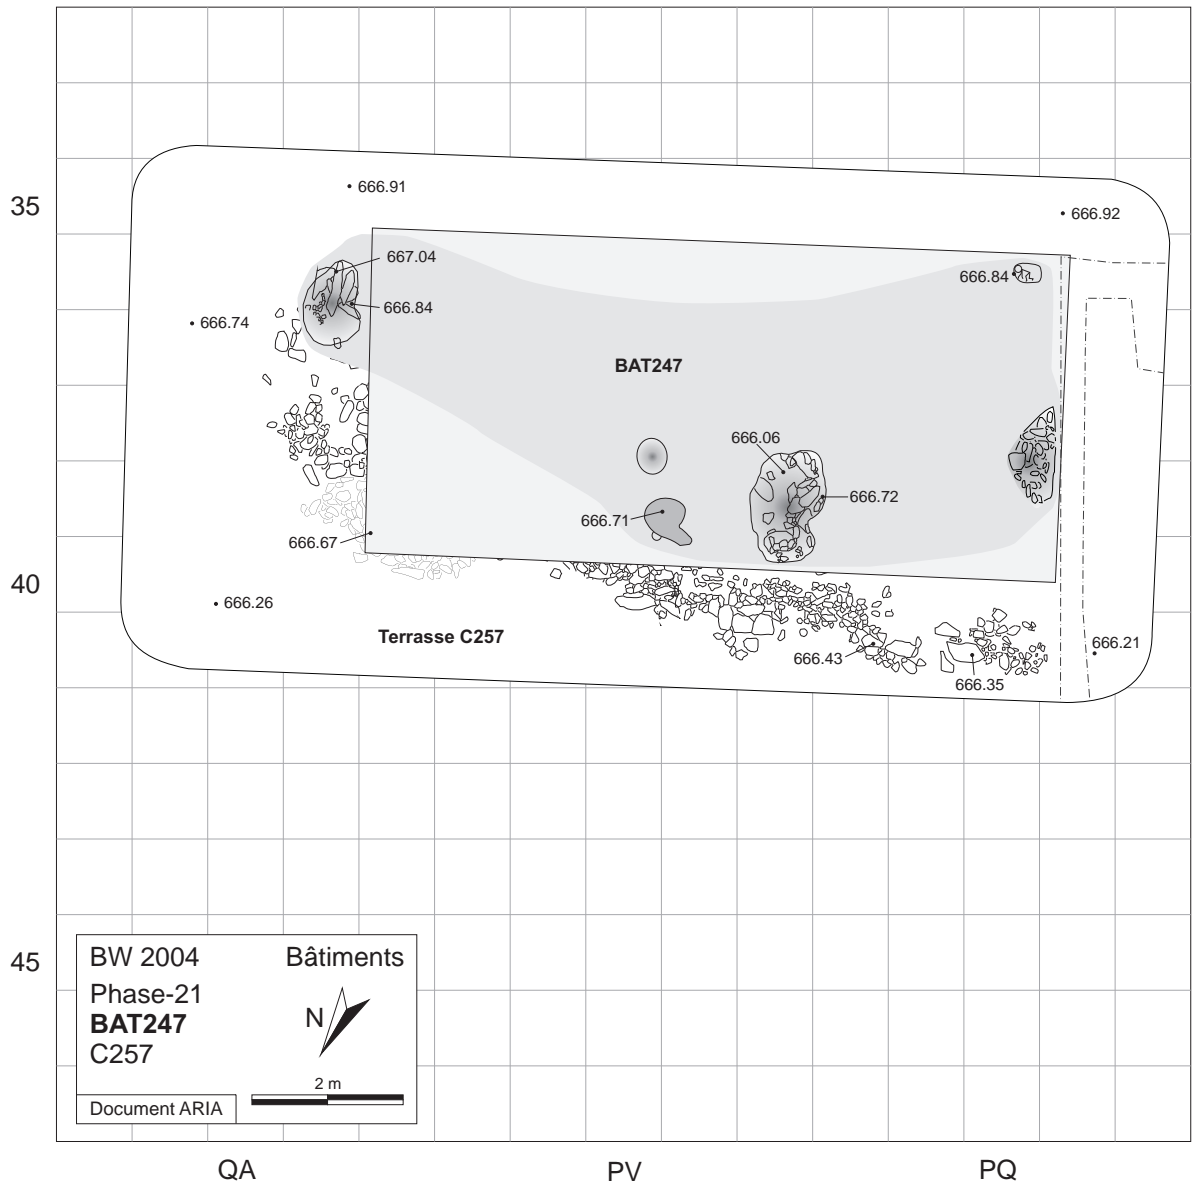 35
666.91
666.92
667.04
666.84
666.84
666.74
BAT247
666.06
666.72
666.71
666.67
40
666.26
Terrasse C257
666.43
666.21
666.35
45
BW 2004 Bâtiments
Phase-21
BAT247
C257
N
2 m
Document ARIA
QA PV PQ